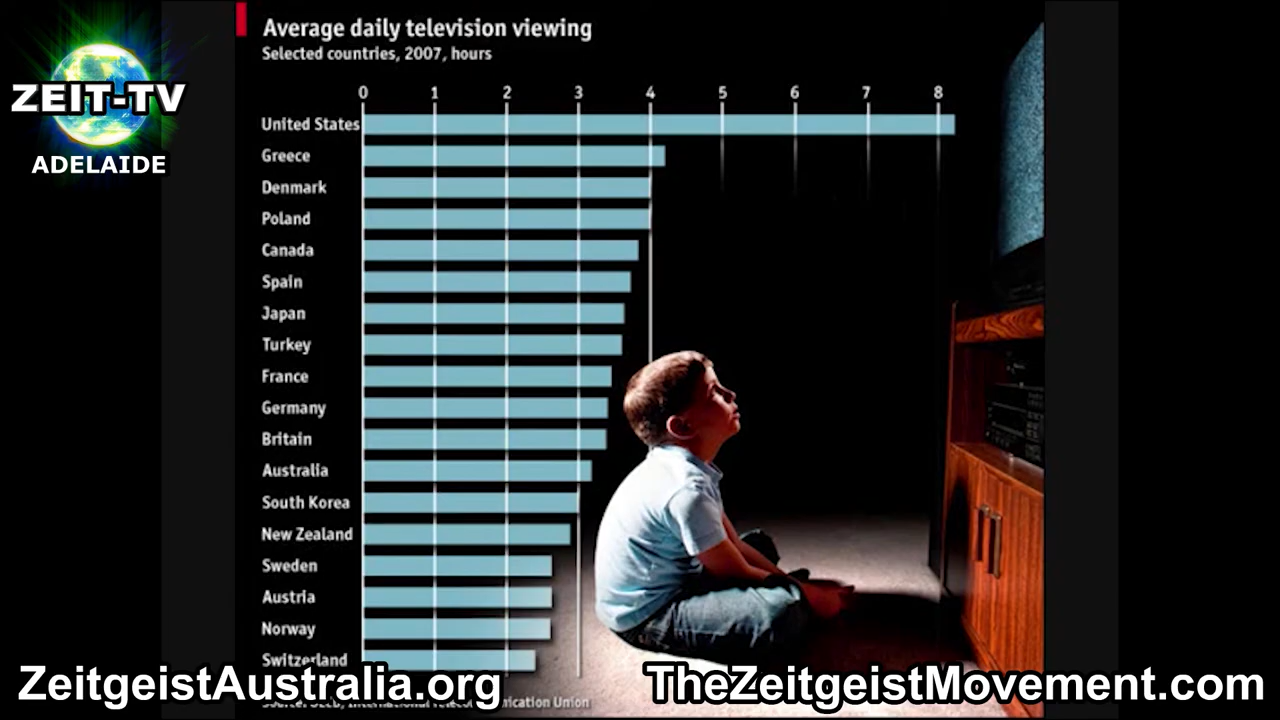 Average daily television viewing
Selected countries, 2007, hours
ZEIT-TV
ADELAIDE
0 1 2 3 4 5 6 7 8
United States
Greece
Denmark
Poland
Canada
Spain
Japan
Turkey
France
Germany
Britain
Australia
South Korea
New Zealand
Sweden
Austria
Norway
Switzerland
ZeitgeistAustralia.org
TheZeitgeistMovement.com
Union